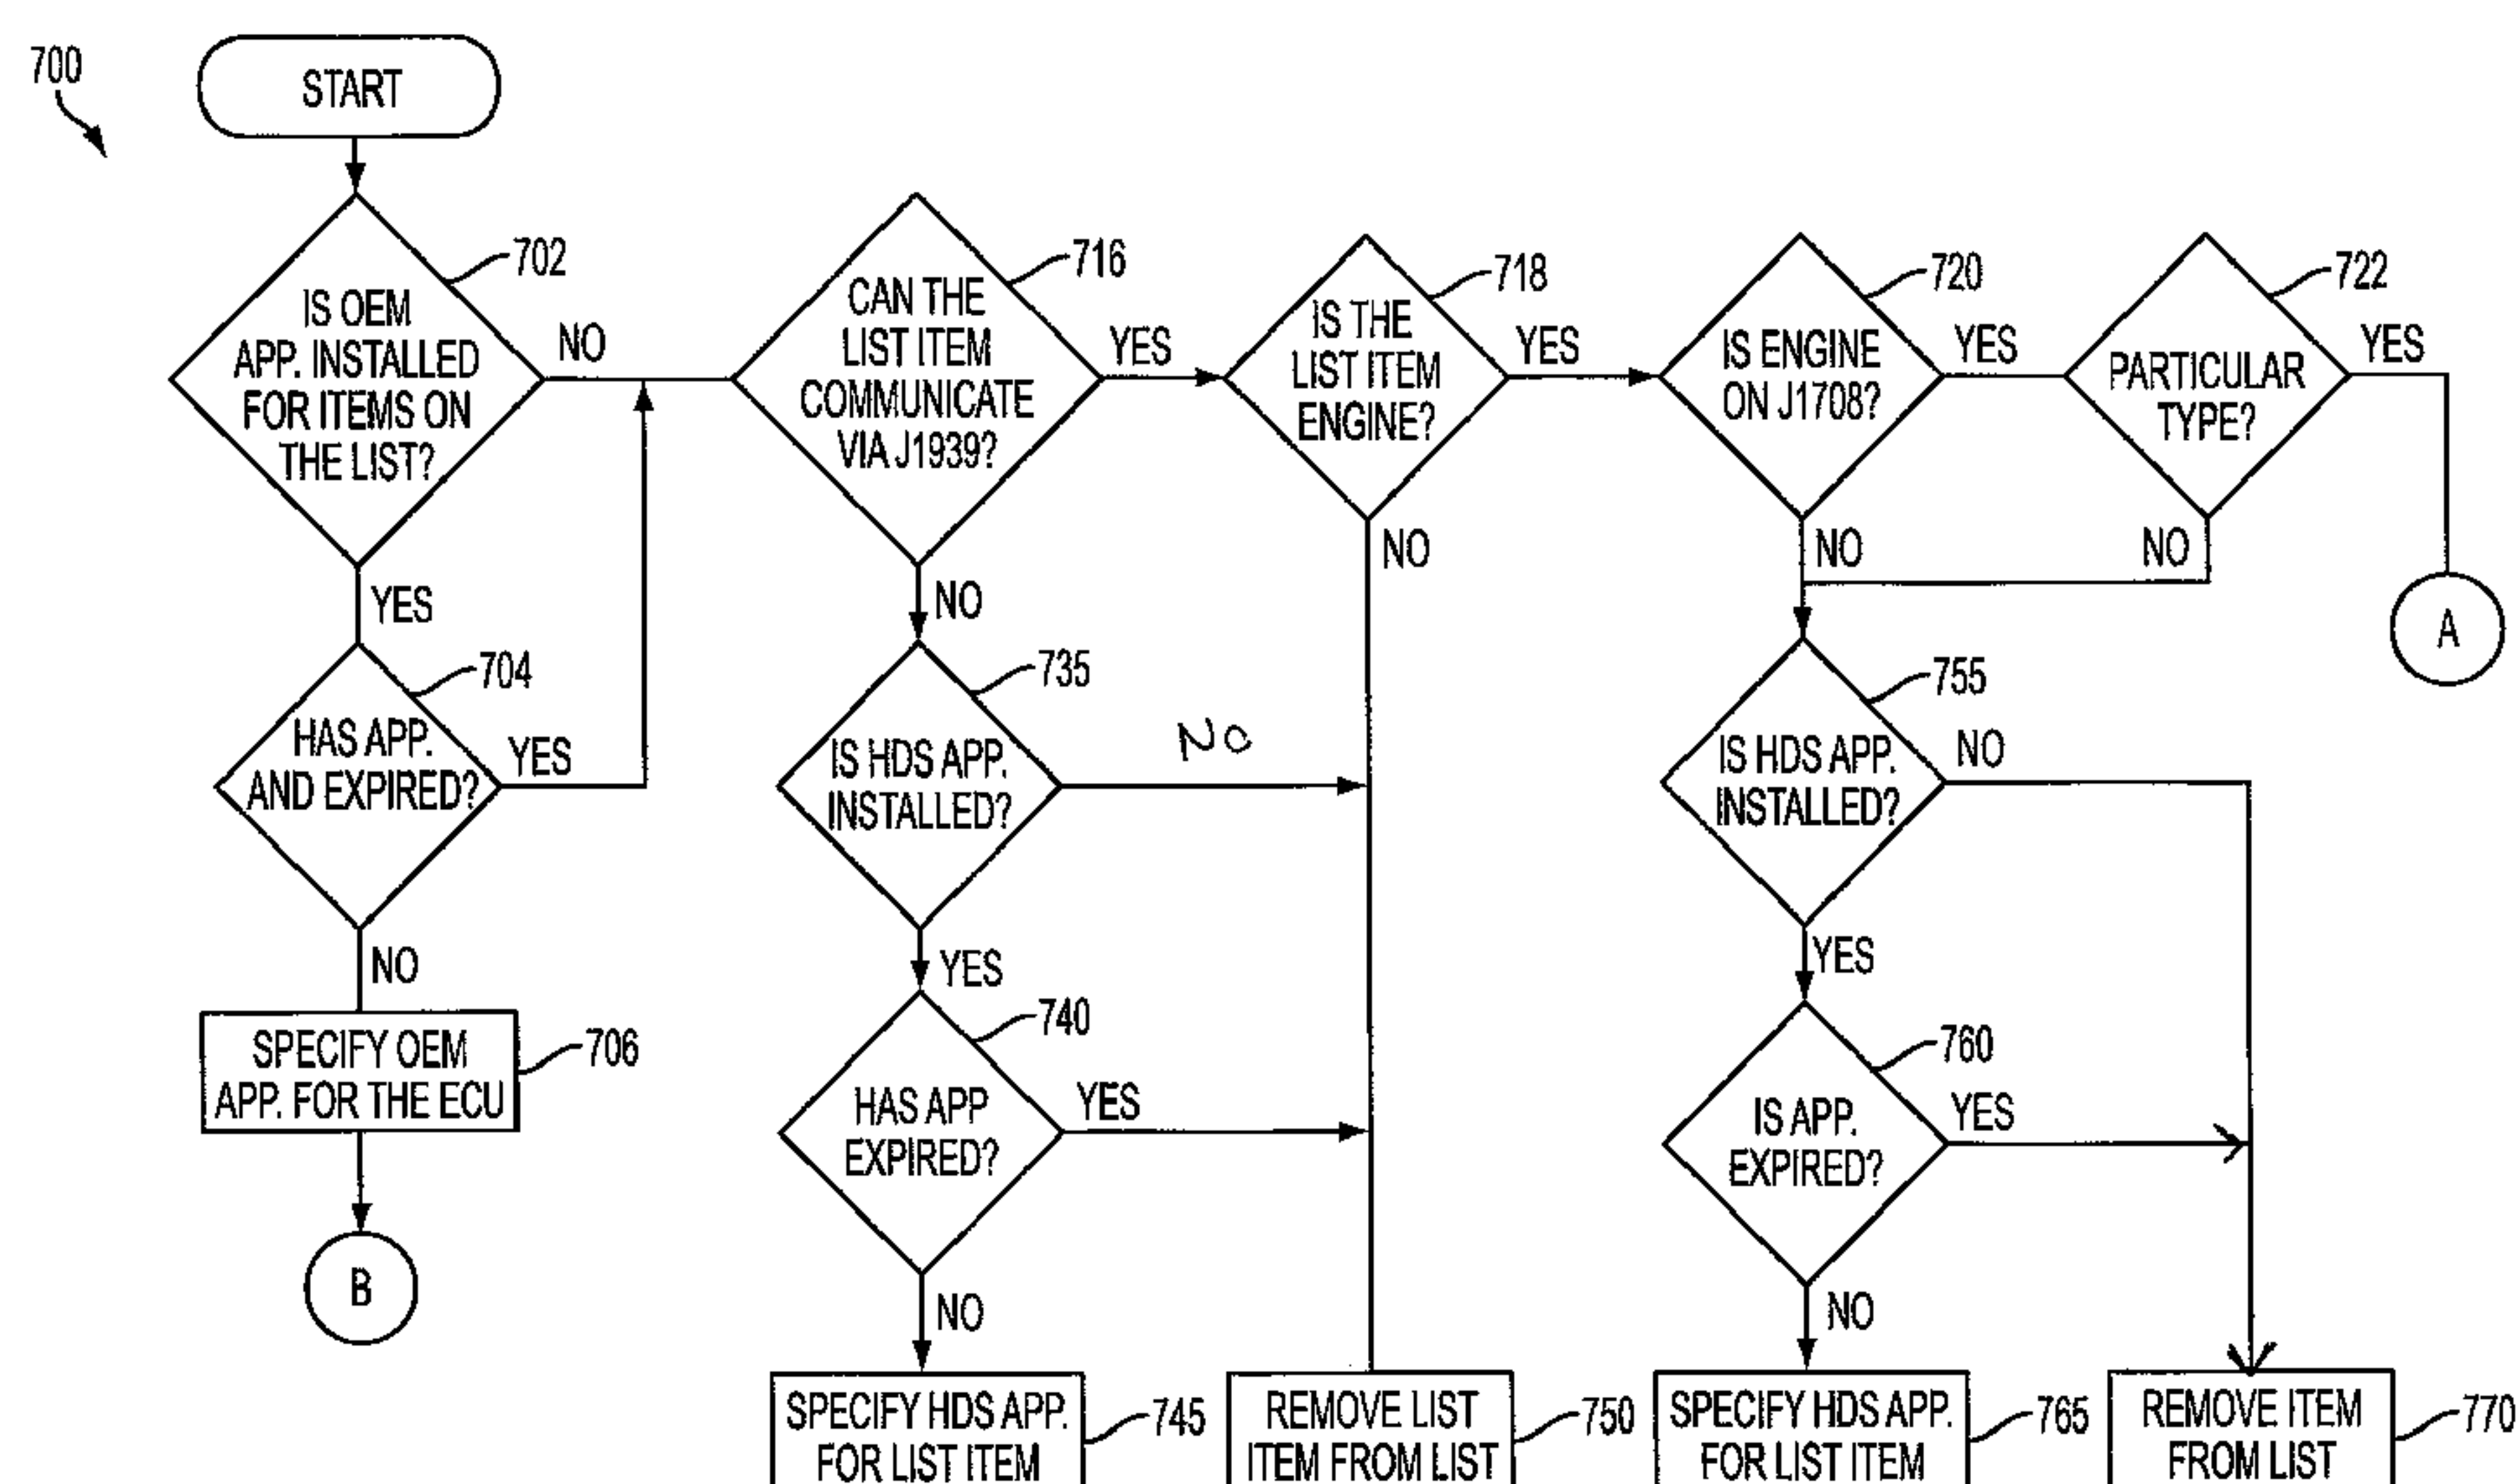 700
START
702
IS OEM
APP. INSTALLED
FOR ITEMS ON
THE LIST?
NO
YES
704
HAS APP.
AND EXPIRED?
YES
NO
SPECIFY OEM
APP. FOR THE ECU
706
B
716
CAN THE
LIST ITEM
COMMUNICATE
VIA J1939?
YES
NO
735
IS HDS APP.
INSTALLED?
No
YES
740
HAS APP
EXPIRED?
YES
NO
SPECIFY HDS APP.
FOR LIST ITEM
745
718
IS THE
LIST ITEM
ENGINE?
YES
NO
REMOVE LIST
ITEM FROM LIST
750
720
IS ENGINE
ON J1708?
YES
NO
722
PARTICULAR
TYPE?
YES
NO
A
755
IS HDS APP.
INSTALLED?
NO
YES
760
IS APP.
EXPIRED?
YES
NO
SPECIFY HDS APP.
FOR LIST ITEM
765
REMOVE ITEM
FROM LIST
770